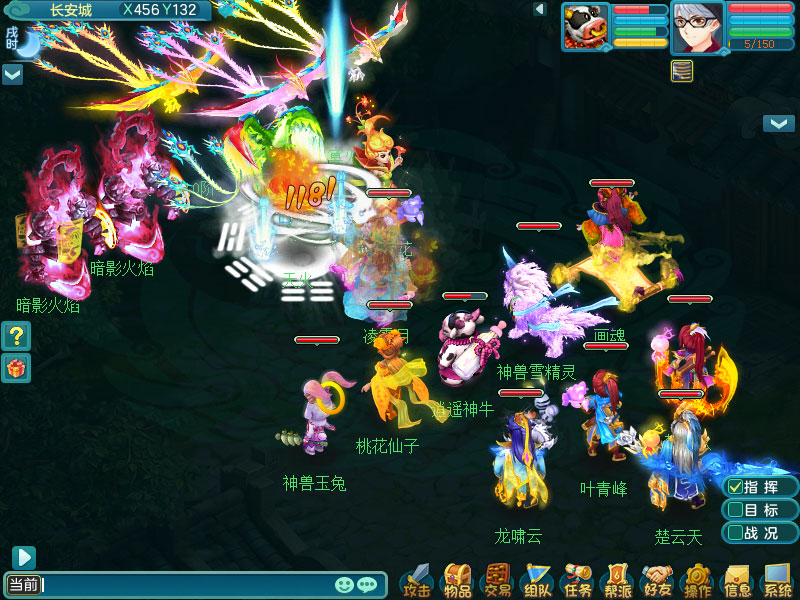 长安城 X456 Y132
戌时
5/150
118!
暗影火焰
暗影火焰
天火
凌霄月
画魂
神兽雪精灵
逍遥神牛
桃花仙子
神兽玉兔
叶青峰
龙啸云
楚云天
?
指挥
目标
战况
当前
攻击 物品 交易 组队 任务 帮派 好友 操作 信息 系统